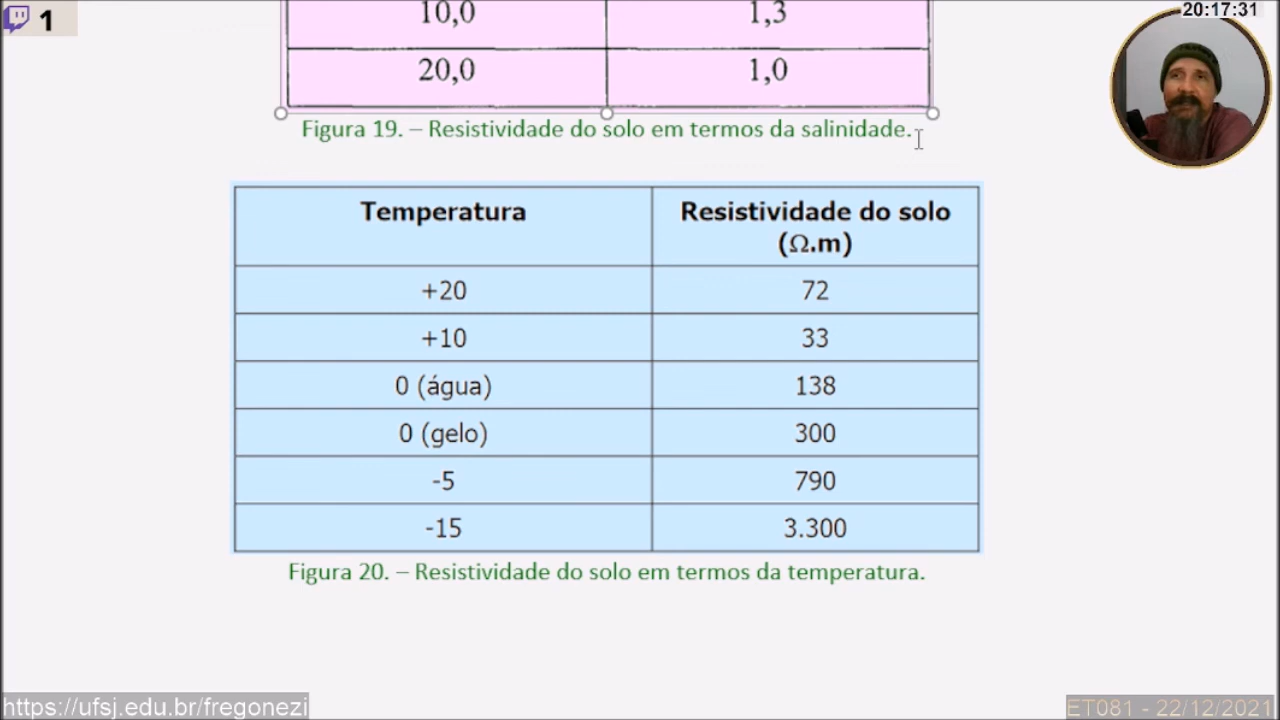 1
20:17:31
10,0 1,3
20,0 1,0
Figura 19. – Resistividade do solo em termos da salinidade.
Temperatura Resistividade do solo
(Ω.m)
+20 72
+10 33
0 (água) 138
0 (gelo) 300
-5 790
-15 3.300
Figura 20. – Resistividade do solo em termos da temperatura.
https://ufsj.edu.br/fregonezi
ET081 - 22/12/2021